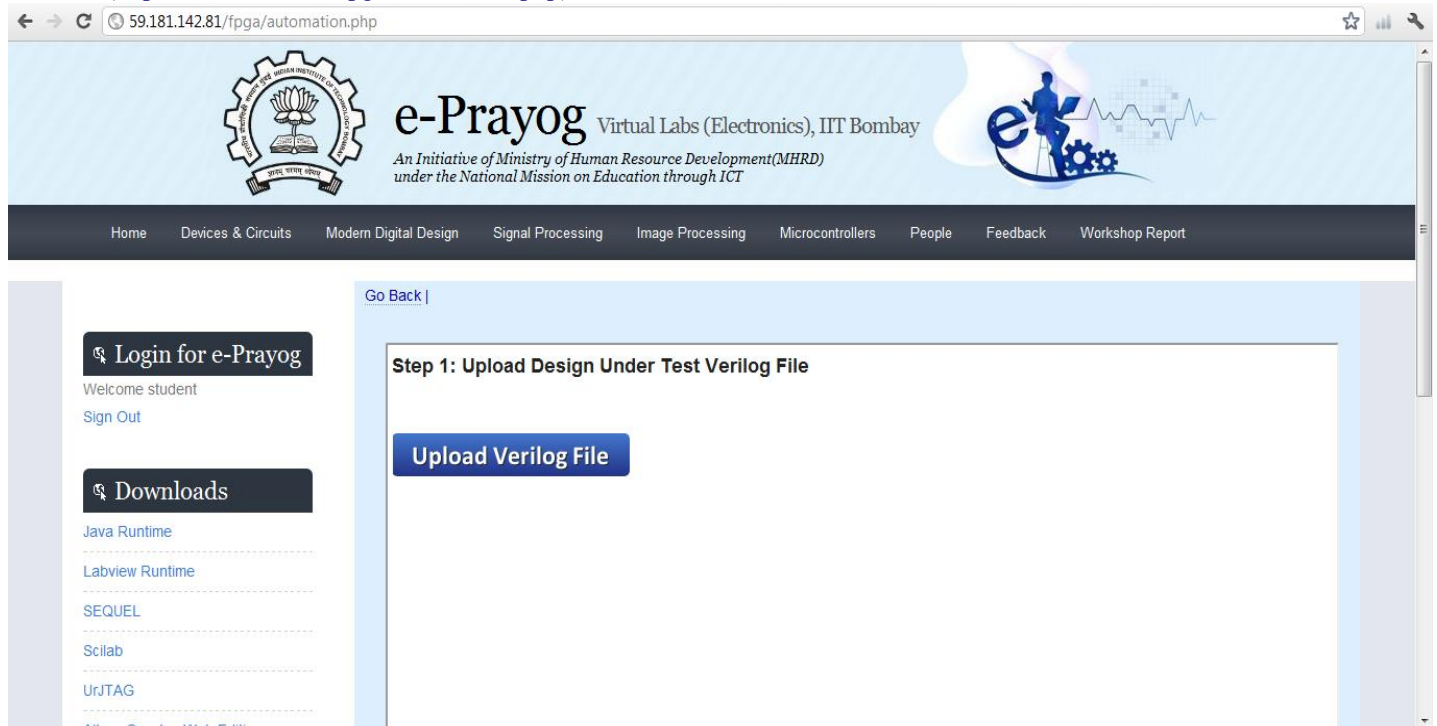 59.181.142.81/fpga/automation.php
e-Prayog Virtual Labs (Electronics), IIT Bombay
An Initiative of Ministry of Human Resource Development(MHRD)
under the National Mission on Education through ICT
Home Devices & Circuits Modern Digital Design Signal Processing Image Processing Microcontrollers People Feedback Workshop Report
Go Back |
Login for e-Prayog
Welcome student
Sign Out
Step 1: Upload Design Under Test Verilog File
Upload Verilog File
Downloads
Java Runtime
Labview Runtime
SEQUEL
Scilab
UrJTAG